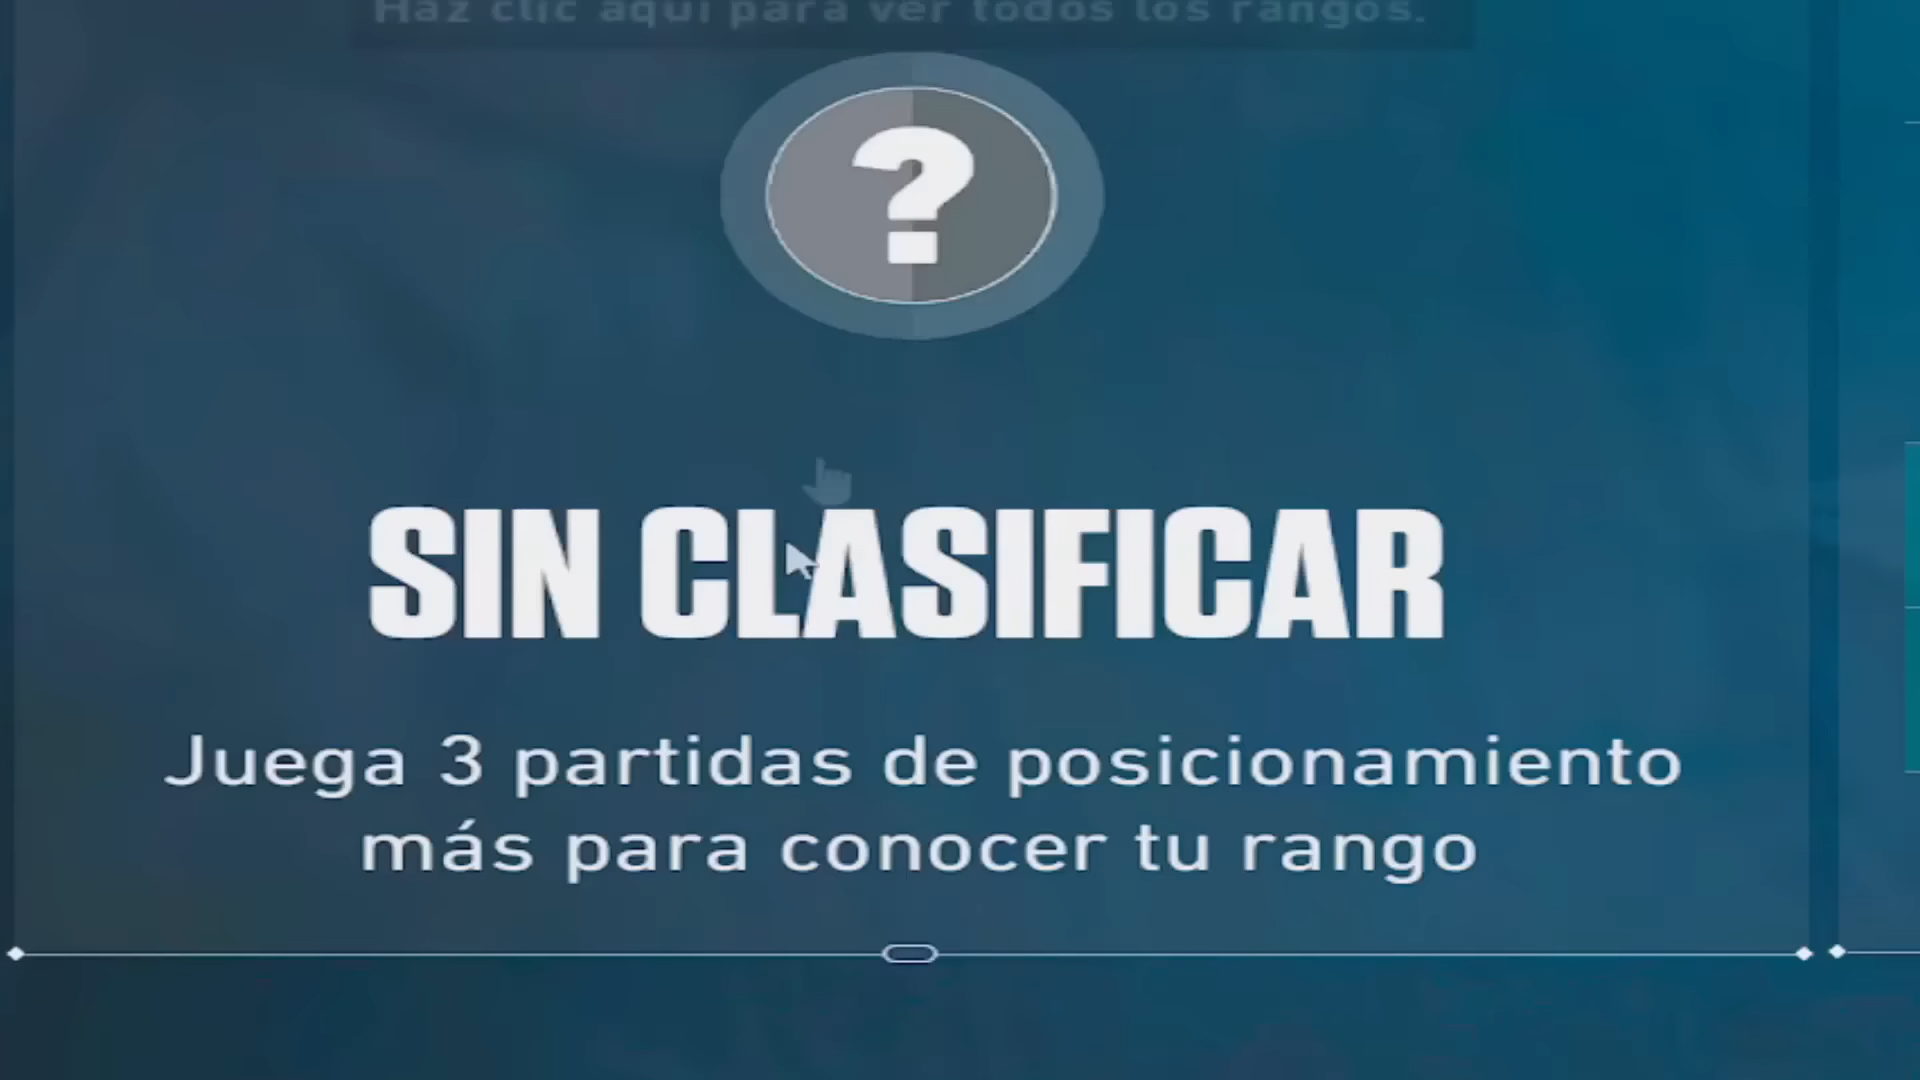 Haz clic aquí para ver todos los rangos.
?
SIN CLASIFICAR
Juega 3 partidas de posicionamiento
más para conocer tu rango